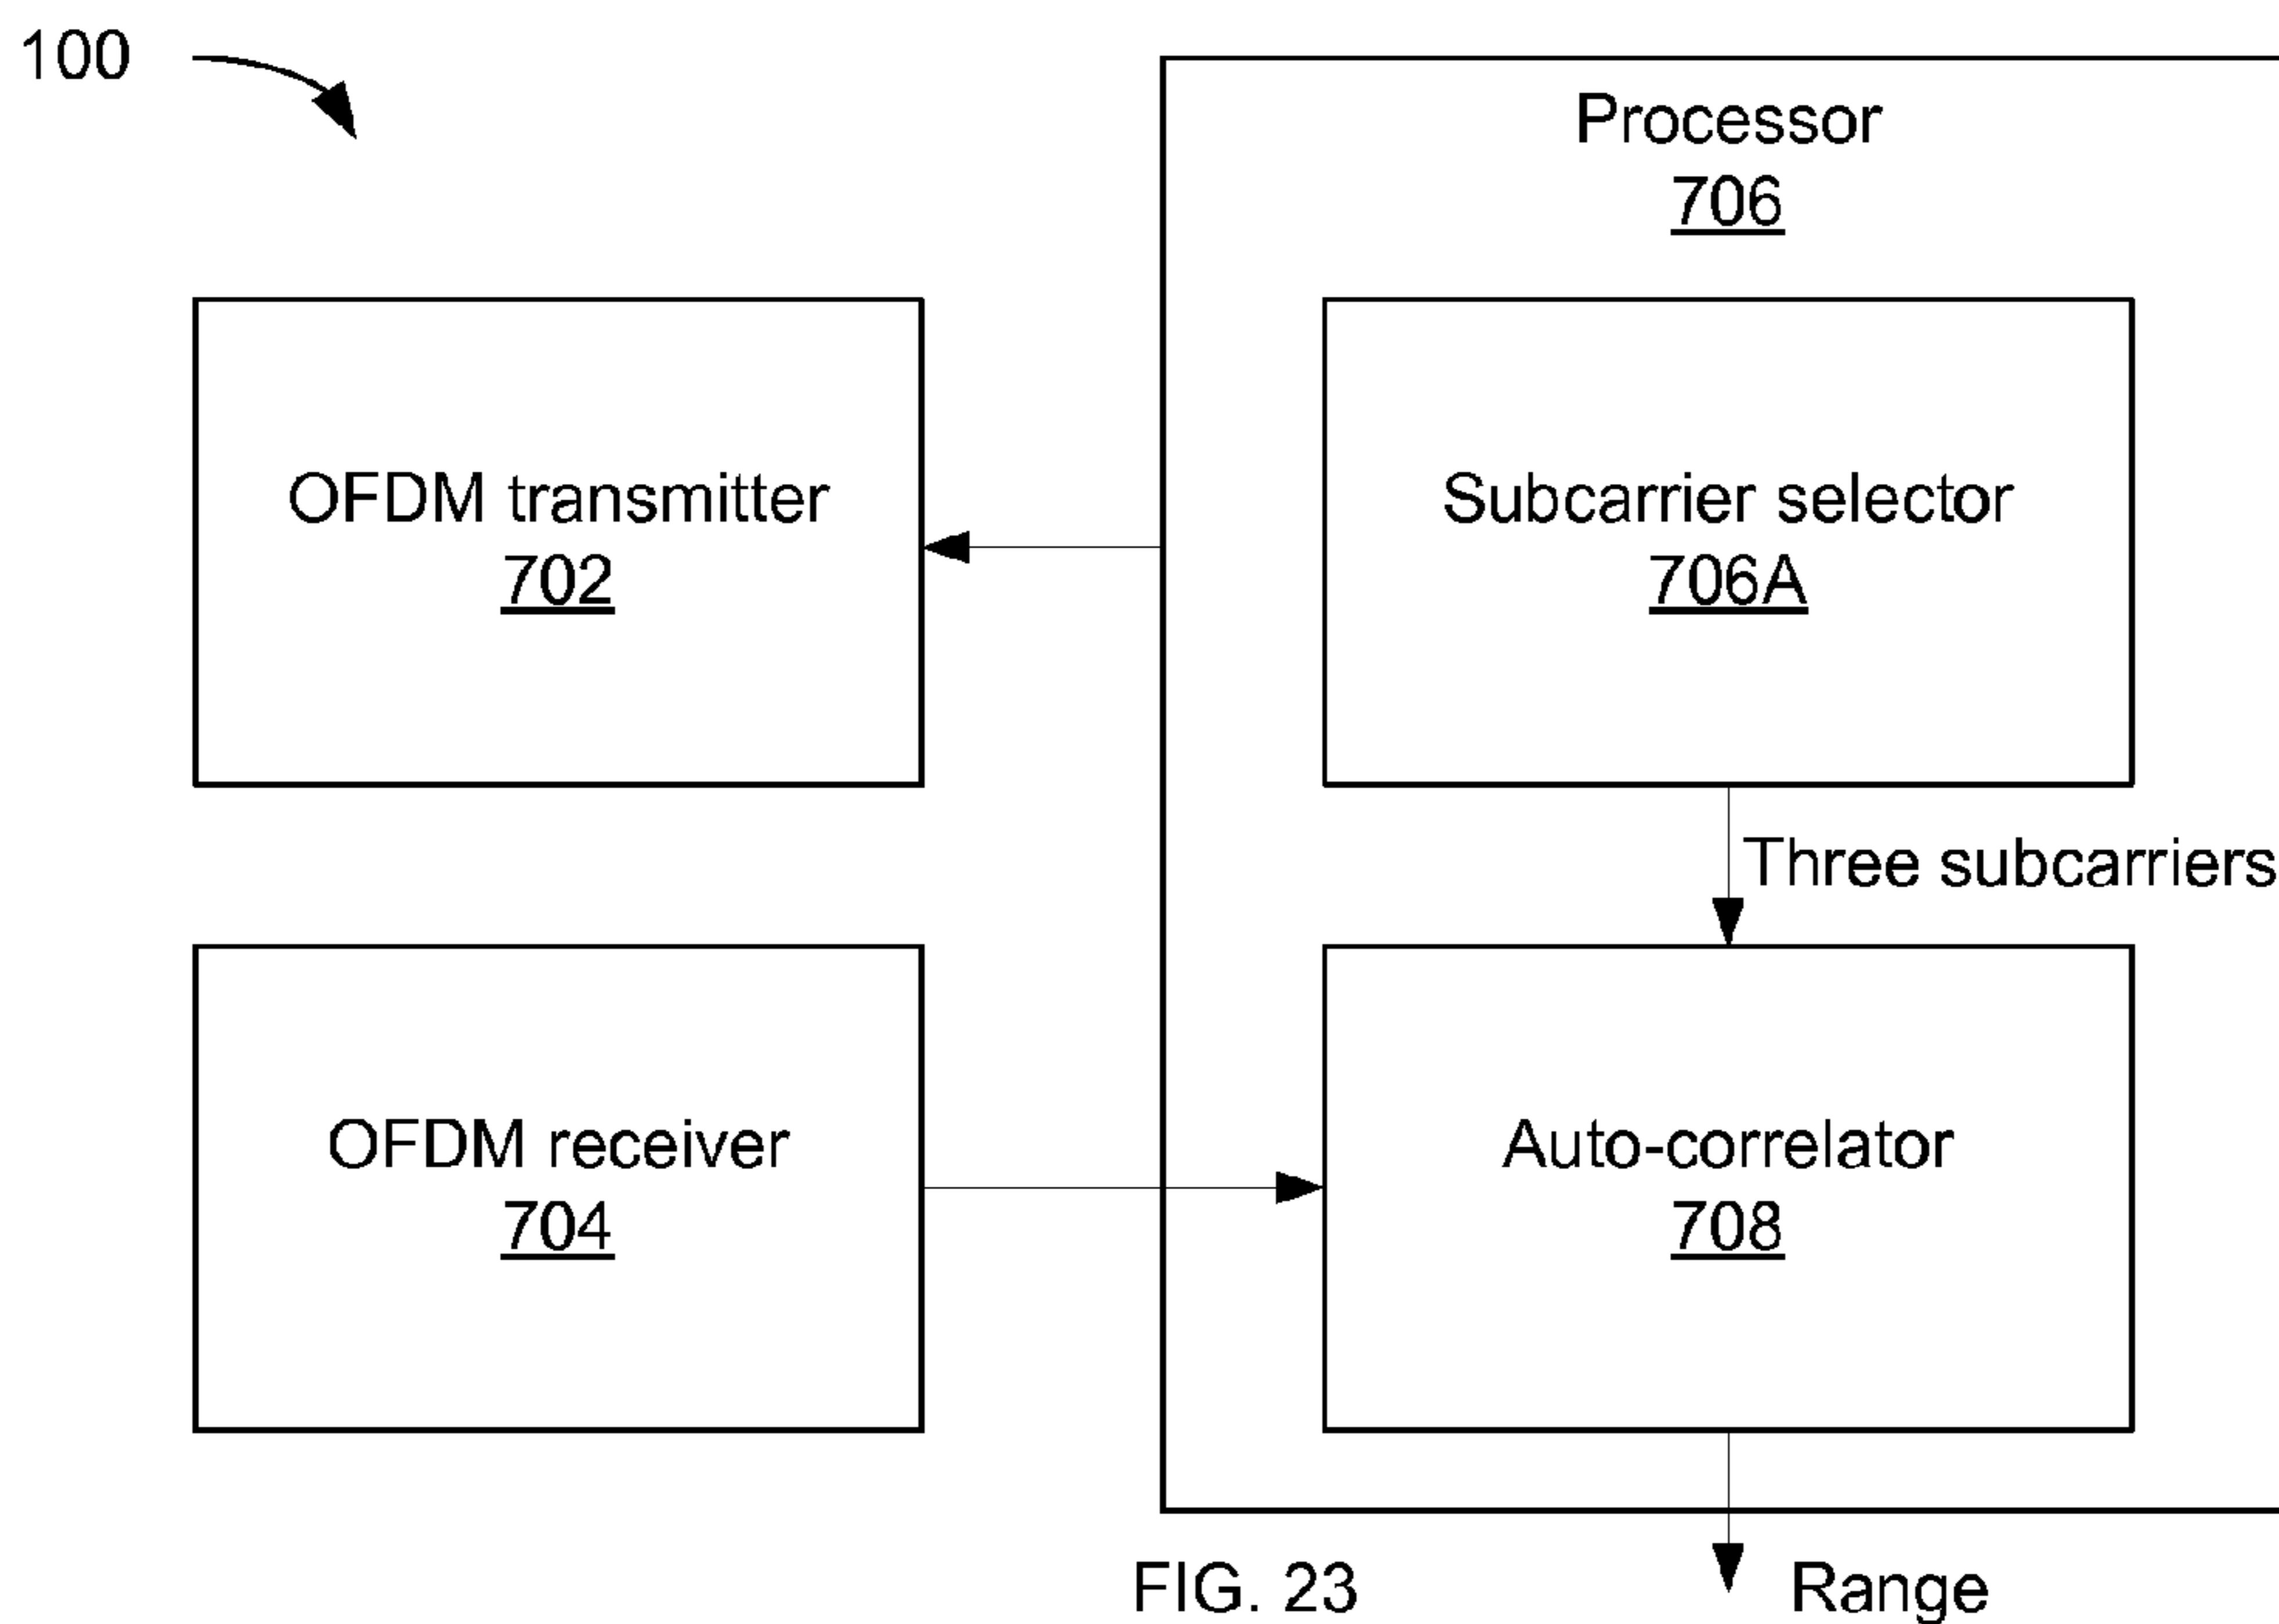 100
Processor
706
OFDM transmitter
702
Subcarrier selector
706A
Three subcarriers
OFDM receiver
704
Auto-correlator
708
FIG. 23
Range